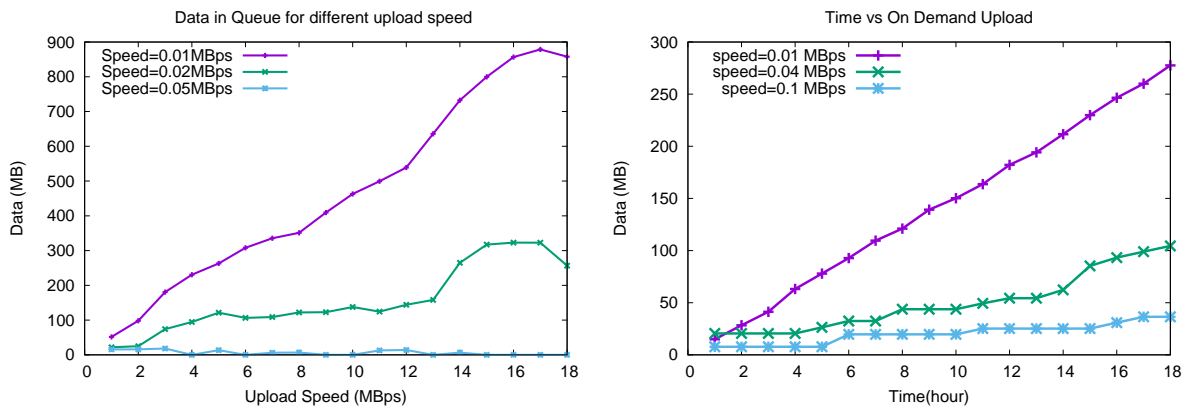 Data in Queue for different upload speed
Speed=0.01MBps
Speed=0.02MBps
Speed=0.05MBps
900
800
700
600
500
400
300
200
100
0
0 2 4 6 8 10 12 14 16 18
Data (MB)
Upload Speed (MBps)
Time vs On Demand Upload
speed=0.01 MBps
speed=0.04 MBps
speed=0.1 MBps
300
250
200
150
100
50
0
0 2 4 6 8 10 12 14 16 18
Data (MB)
Time(hour)